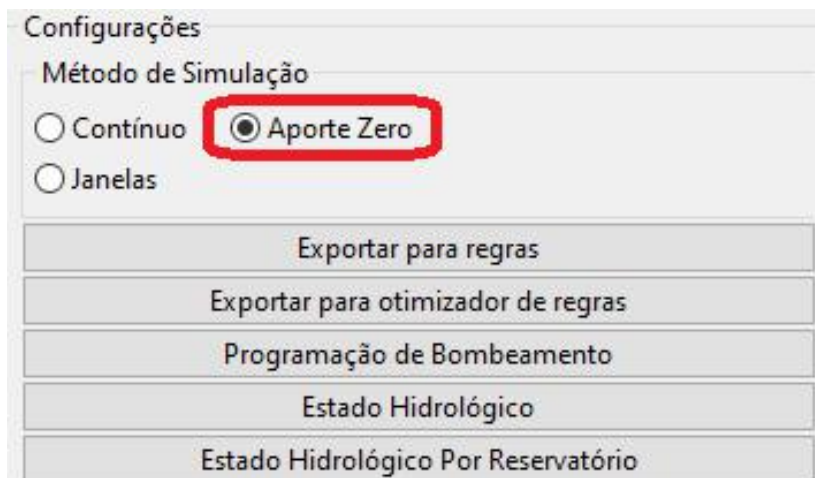 Configurações
Método de Simulação
Contínuo Aporte Zero
Janelas
Exportar para regras
Exportar para otimizador de regras
Programação de Bombeamento
Estado Hidrológico
Estado Hidrológico Por Reservatório